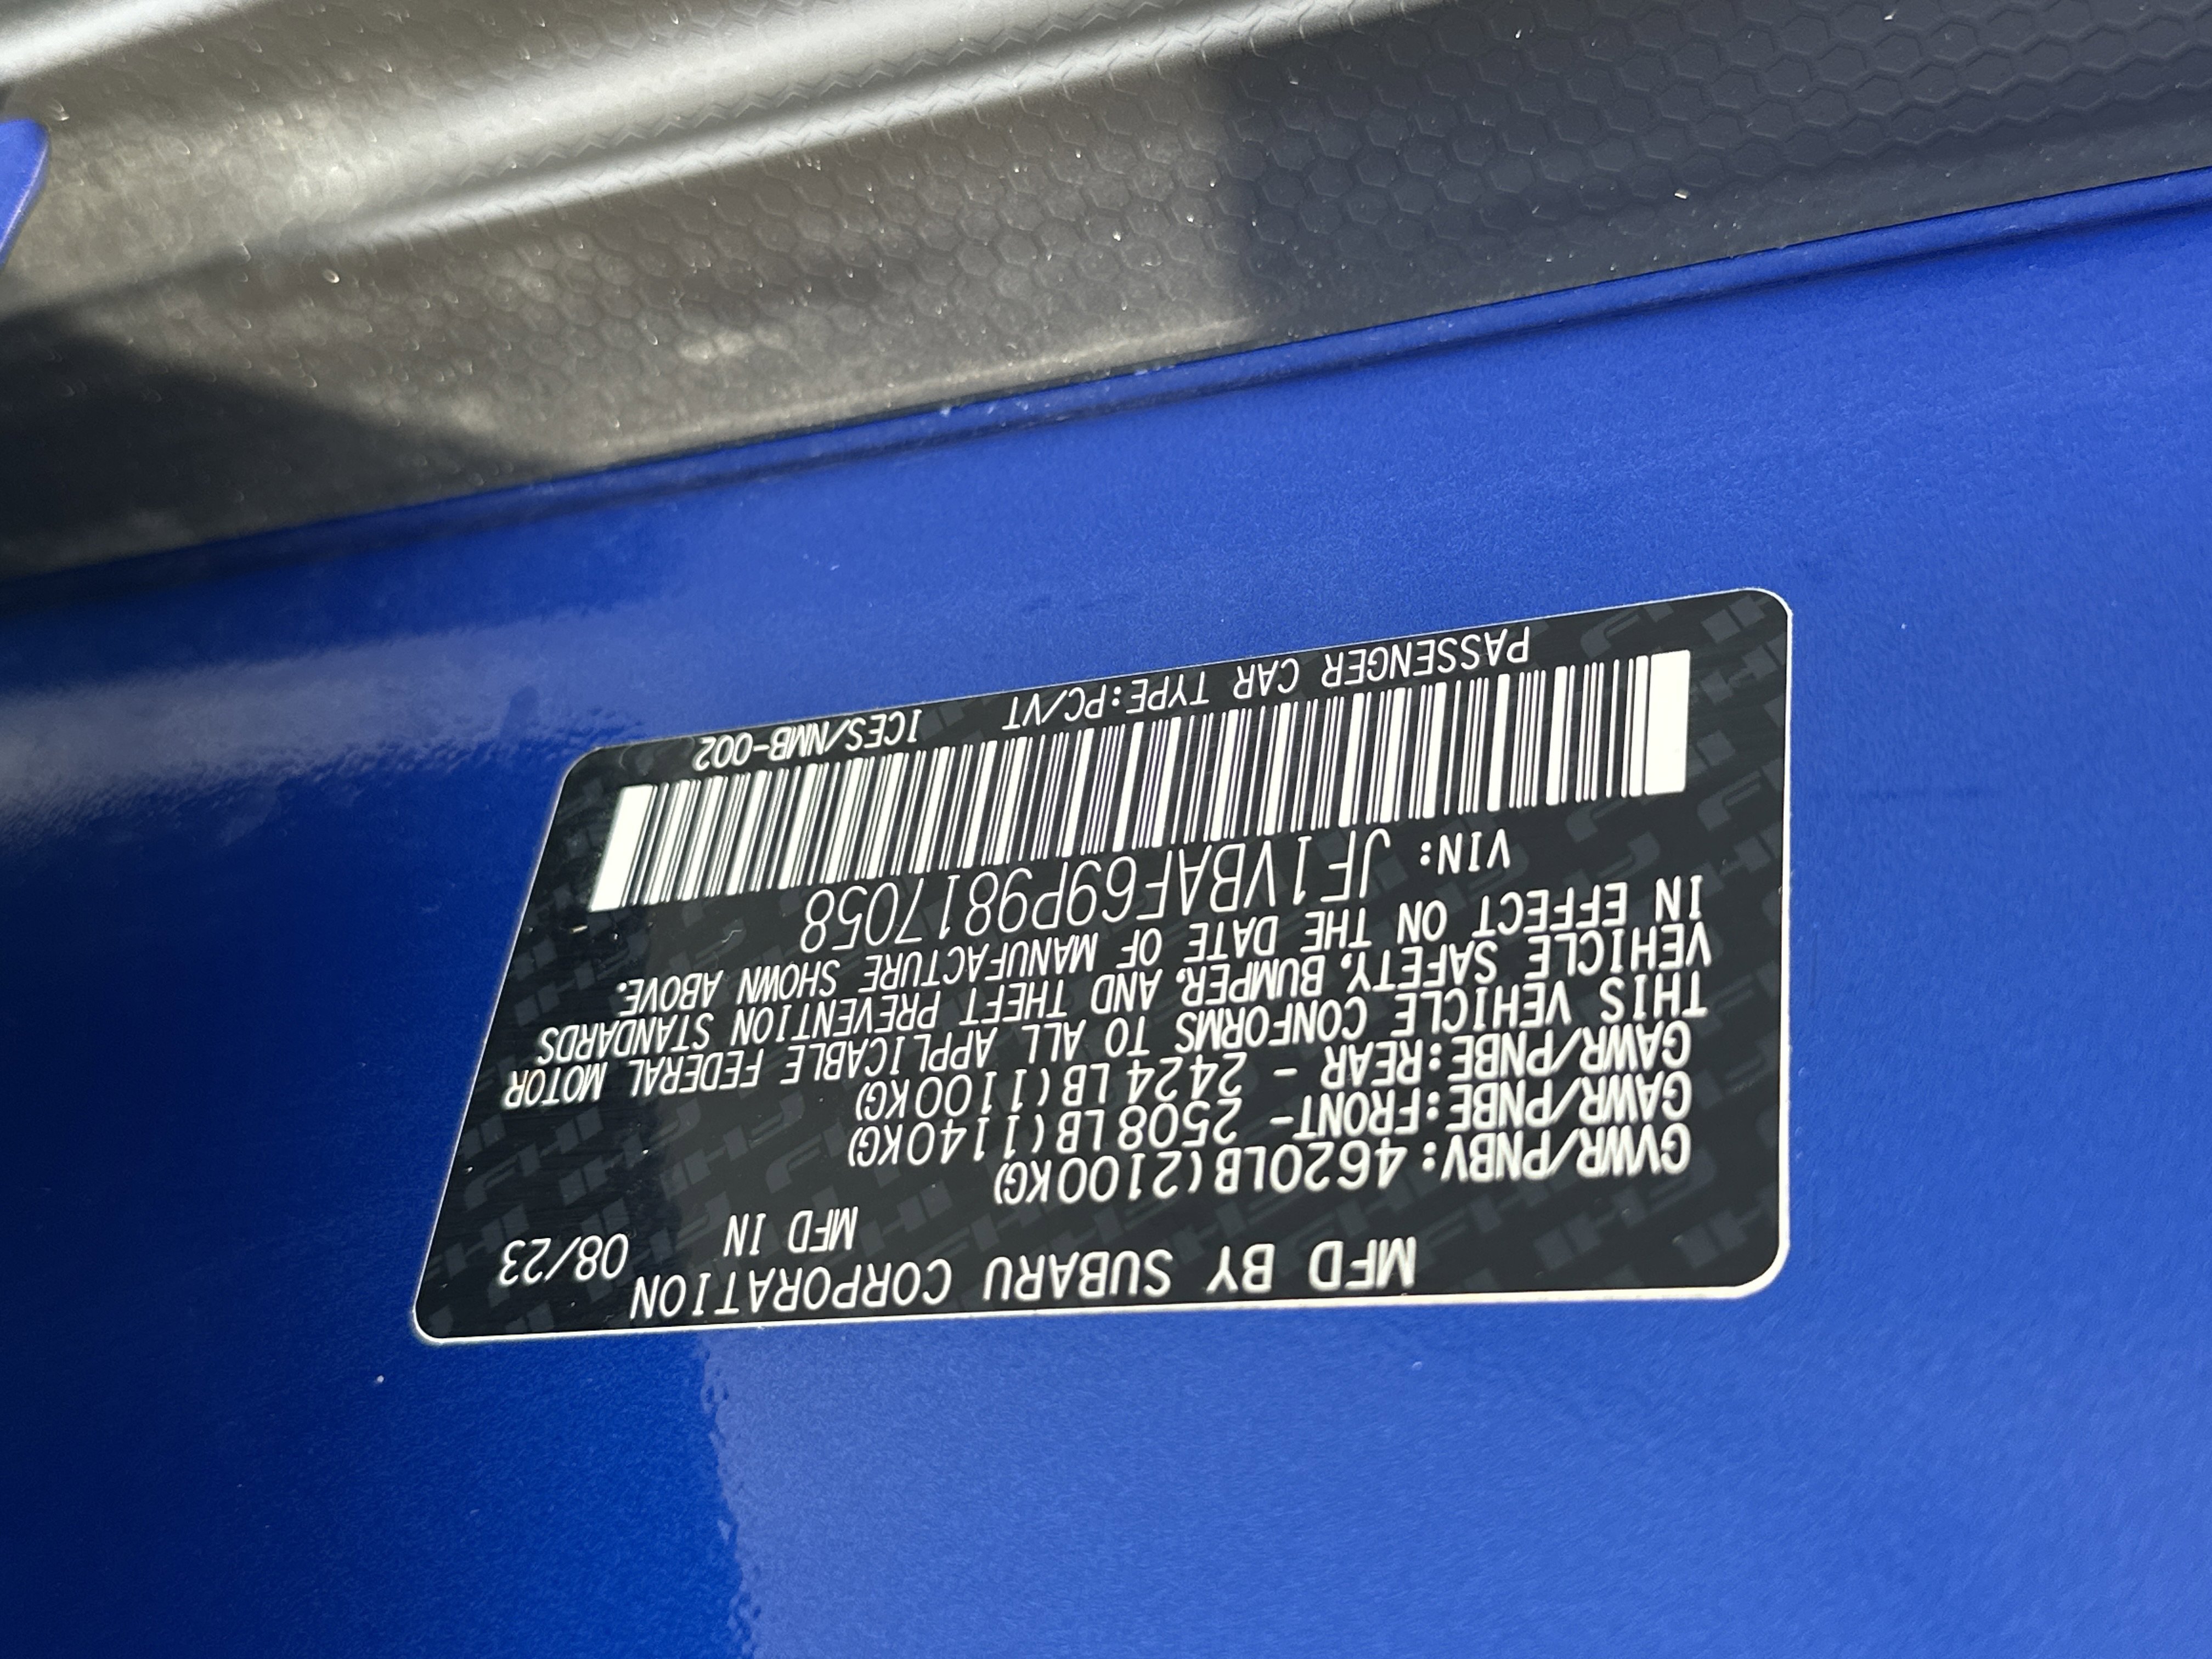 MFD BY SUBARU CORPORATION
MFD IN 08/23
GVWR/PNBV:4620LB(2100KG)
GAWR/PNBE:FRONT- 2508LB(1140KG)
GAWR/PNBE:REAR - 2424LB(1100KG)
THIS VEHICLE CONFORMS TO ALL APPLICABLE FEDERAL MOTOR
VEHICLE SAFETY, BUMPER, AND THEFT PREVENTION STANDARDS
IN EFFECT ON THE DATE OF MANUFACTURE SHOWN ABOVE.
VIN: JF1VBAF69P9817058
PASSENGER CAR TYPE:PC/VT ICES/NMB-002